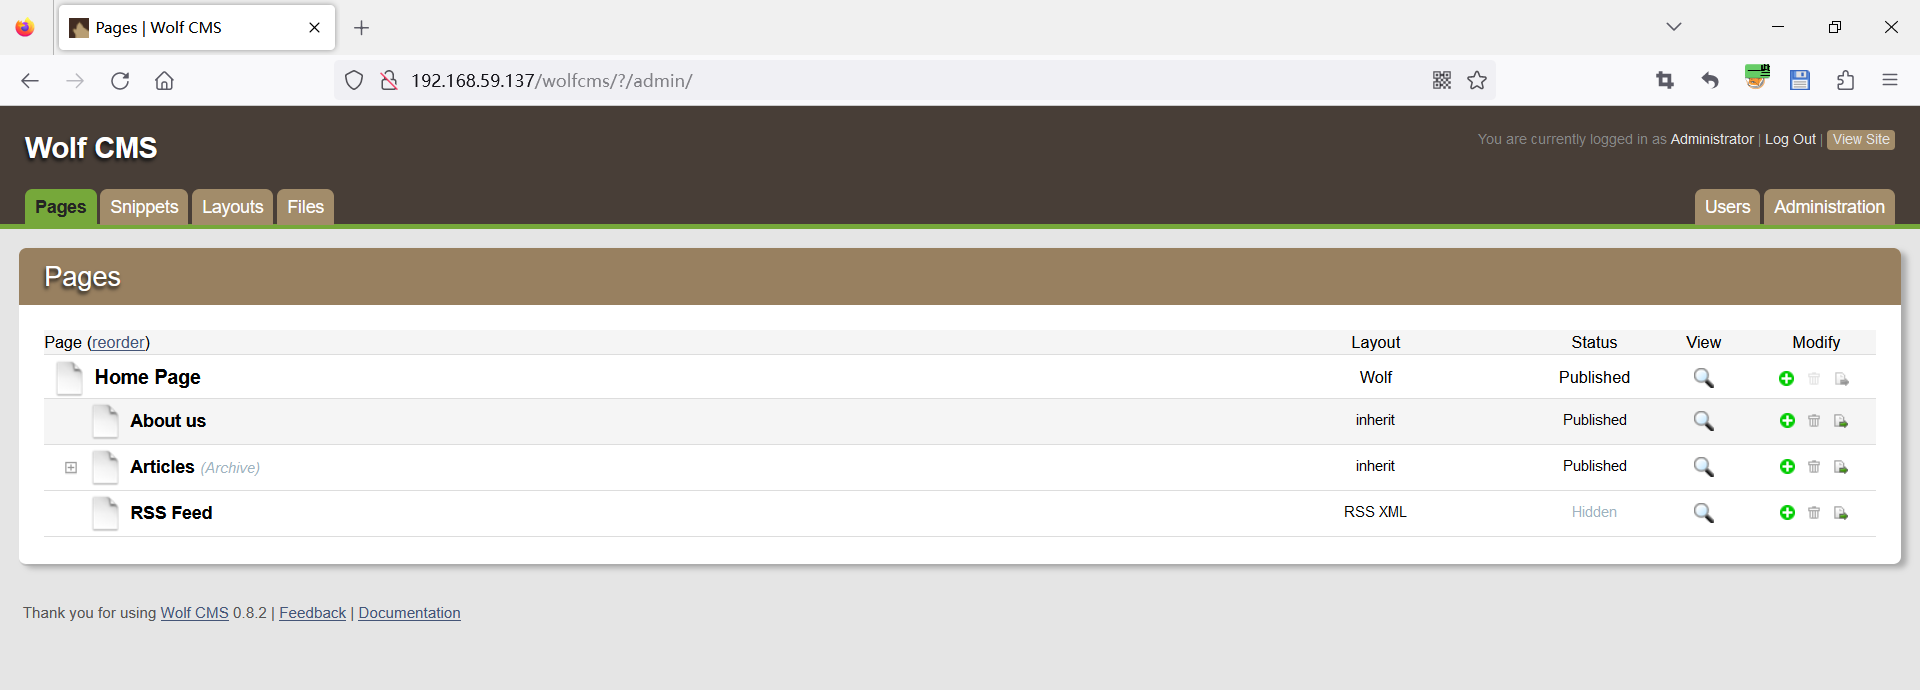 Pages | Wolf CMS
192.168.59.137/wolfcms/?/admin/
Wolf CMS
You are currently logged in as Administrator | Log Out | View Site
Pages Snippets Layouts Files Users Administration
Pages
Page (reorder) Layout Status View Modify
Home Page Wolf Published
About us inherit Published
Articles (Archive) inherit Published
RSS Feed RSS XML Hidden
Thank you for using Wolf CMS 0.8.2 | Feedback | Documentation